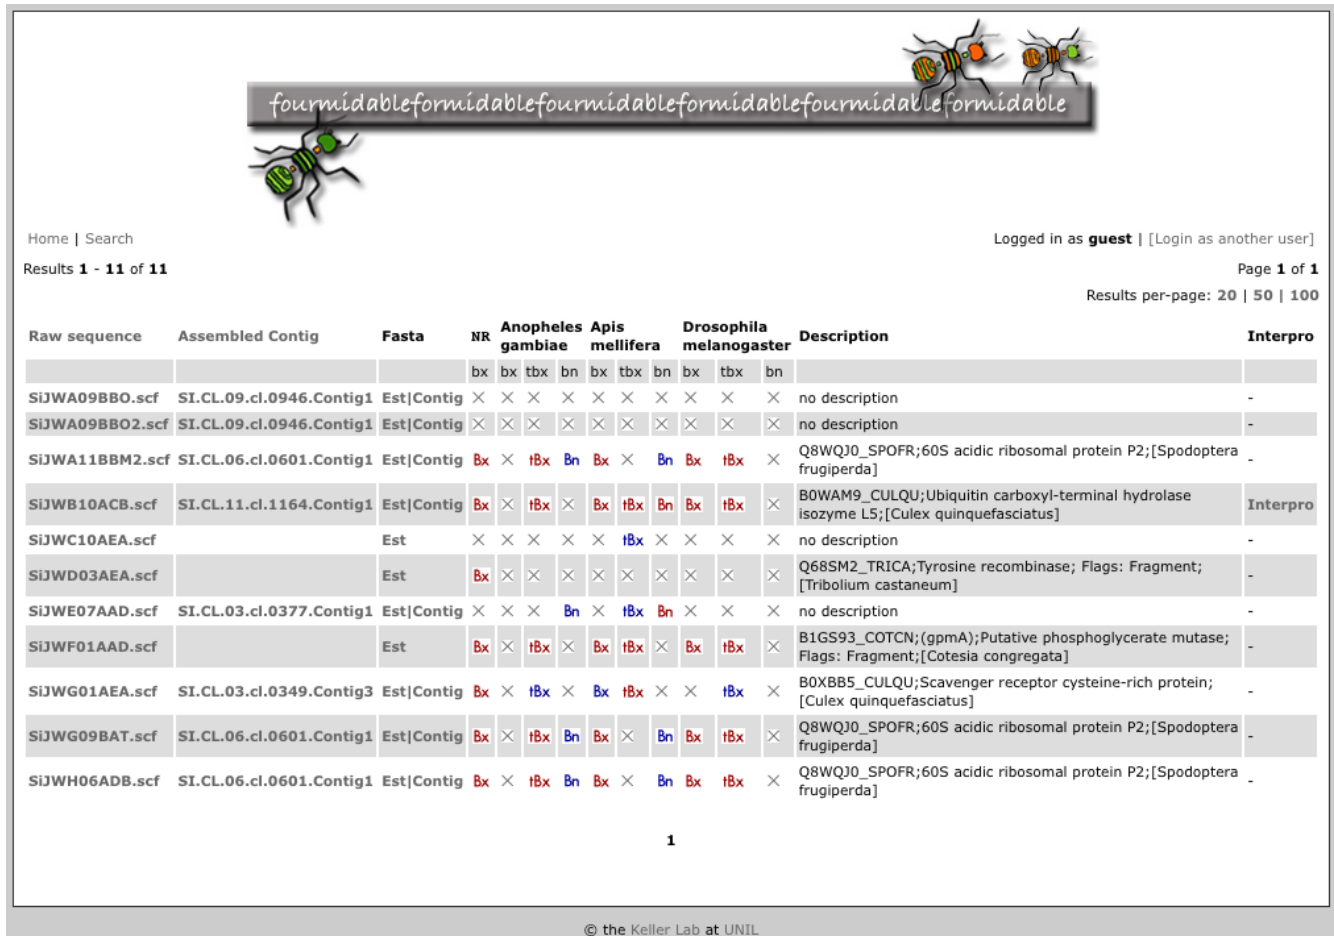 fourmidableformidablefourmidableformidablefourmidableformidable
Home | Search
Logged in as guest | [Login as another user]
Results 1 - 11 of 11
Page 1 of 1
Results per-page: 20 | 50 | 100
Raw sequence Assembled Contig Fasta NR Anopheles gambiae Apis mellifera Drosophila melanogaster Description Interpro
bx bx tbx bn bx tbx bn bx tbx bn
SiJWA09BBO.scf SI.CL.09.cl.0946.Contig1 Est|Contig no description -
SiJWA09BBO2.scf SI.CL.09.cl.0946.Contig1 Est|Contig no description -
SiJWA11BBM2.scf SI.CL.06.cl.0601.Contig1 Est|Contig Bx tBx Bn Bx Bn Bx tBx Q8WQJ0_SPOFR;60S acidic ribosomal protein P2;[Spodoptera
frugiperda] -
SiJWB10ACB.scf SI.CL.11.cl.1164.Contig1 Est|Contig Bx tBx Bx tBx Bn Bx tBx B0WAM9_CULQU;Ubiquitin carboxyl-terminal hydrolase
isozyme L5;[Culex quinquefasciatus] Interpro
SiJWC10AEA.scf Est tBx no description -
SiJWD03AEA.scf Est Bx Q68SM2_TRICA;Tyrosine recombinase; Flags: Fragment;
[Tribolium castaneum] -
SiJWE07AAD.scf SI.CL.03.cl.0377.Contig1 Est|Contig Bn tBx Bn no description -
SiJWF01AAD.scf Est Bx tBx Bx tBx Bx tBx B1GS93_COTCN;(gpmA);Putative phosphoglycerate mutase;
Flags: Fragment;[Cotesia congregata] -
SiJWG01AEA.scf SI.CL.03.cl.0349.Contig3 Est|Contig Bx tBx Bx tBx tBx B0XBB5_CULQU;Scavenger receptor cysteine-rich protein;
[Culex quinquefasciatus] -
SiJWG09BAT.scf SI.CL.06.cl.0601.Contig1 Est|Contig Bx tBx Bn Bx Bn Bx tBx Q8WQJ0_SPOFR;60S acidic ribosomal protein P2;[Spodoptera
frugiperda] -
SiJWH06ADB.scf SI.CL.06.cl.0601.Contig1 Est|Contig Bx tBx Bn Bx Bn Bx tBx Q8WQJ0_SPOFR;60S acidic ribosomal protein P2;[Spodoptera
frugiperda] -
1
© the Keller Lab at UNIL